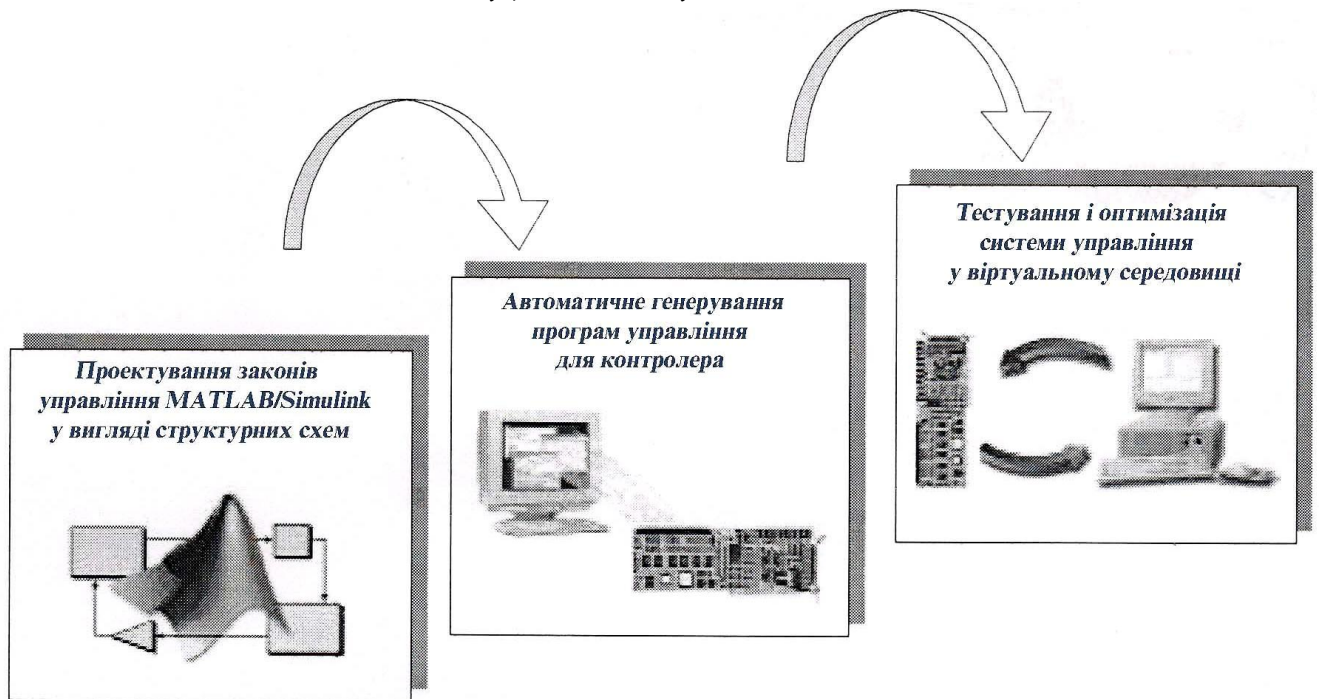 Проектування законів
управління MATLAB/Simulink
у вигляді структурних схем
Автоматичне генерування
програм управління
для контролера
Тестування і оптимізація
системи управління
у віртуальному середовищі